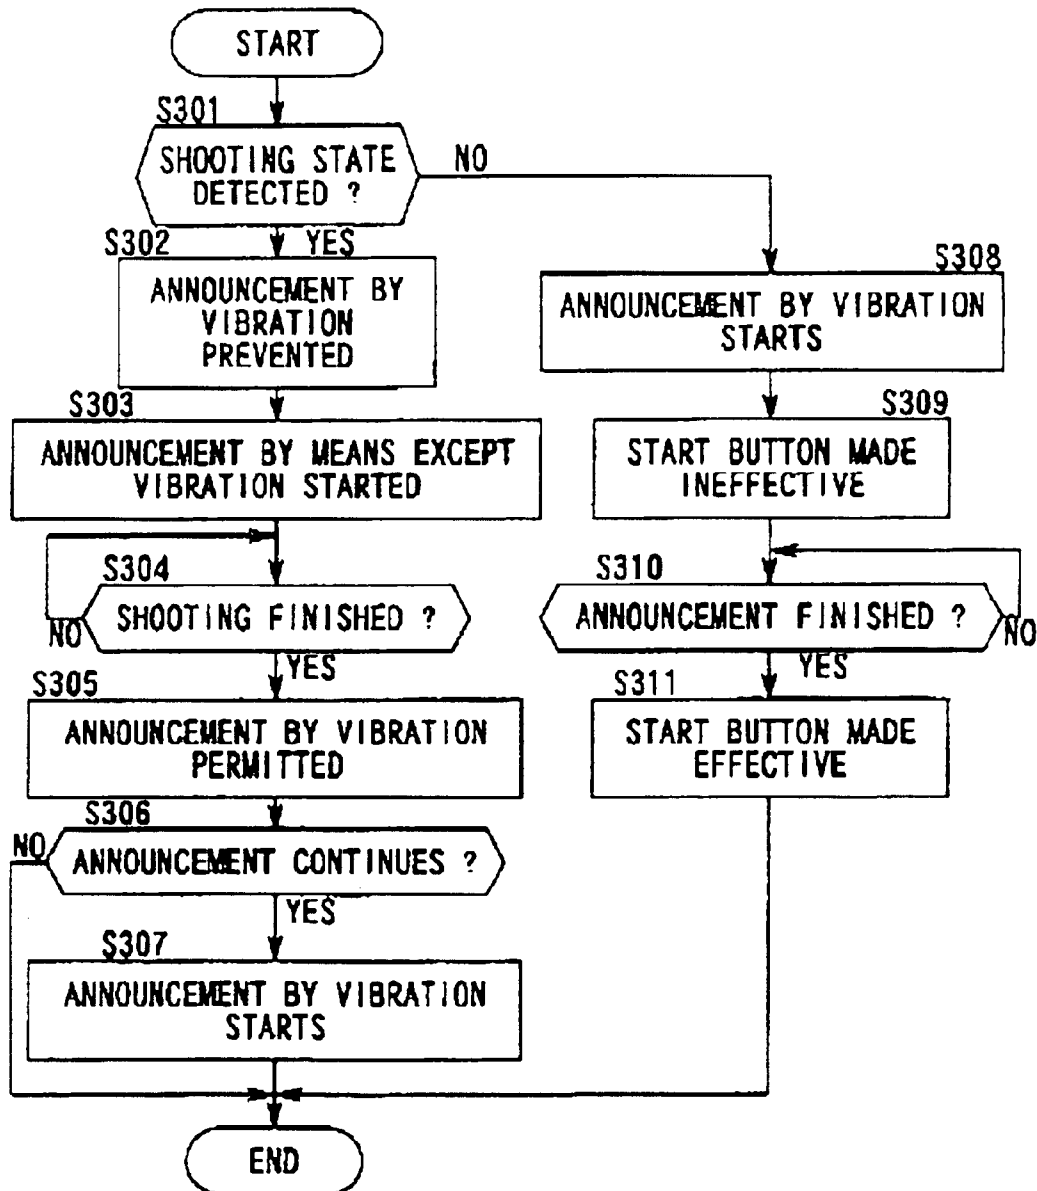 START
S301
SHOOTING STATE
DETECTED ?
NO
YES
S302
ANNOUNCEMENT BY
VIBRATION
PREVENTED
S303
ANNOUNCEMENT BY MEANS EXCEPT
VIBRATION STARTED
S304
SHOOTING FINISHED ?
NO
YES
S305
ANNOUNCEMENT BY VIBRATION
PERMITTED
S306
NO
ANNOUNCEMENT CONTINUES ?
YES
S307
ANNOUNCEMENT BY VIBRATION
STARTS
S308
ANNOUNCEMENT BY VIBRATION
STARTS
S309
START BUTTON MADE
INEFFECTIVE
S310
ANNOUNCEMENT FINISHED ?
NO
YES
S311
START BUTTON MADE
EFFECTIVE
END